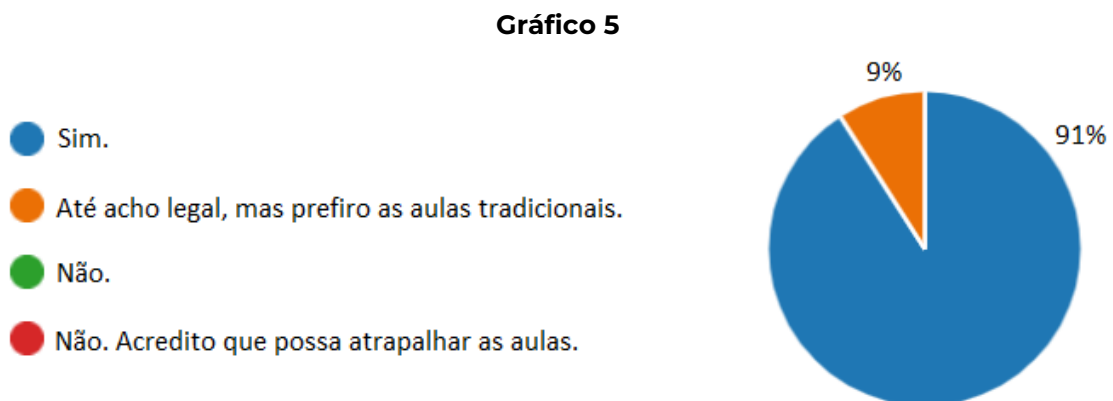 Gráfico 5
9%
91%
Sim.
Até acho legal, mas prefiro as aulas tradicionais.
Não.
Não. Acredito que possa atrapalhar as aulas.